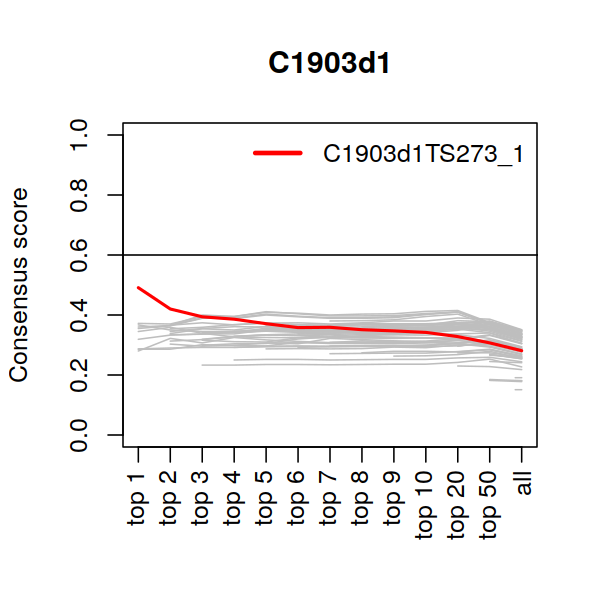 C1903d1
C1903d1TS273_1
Consensus score
1.0
0.8
0.6
0.4
0.2
0.0
top 1
top 2
top 3
top 4
top 5
top 6
top 7
top 8
top 9
top 10
top 20
top 50
all